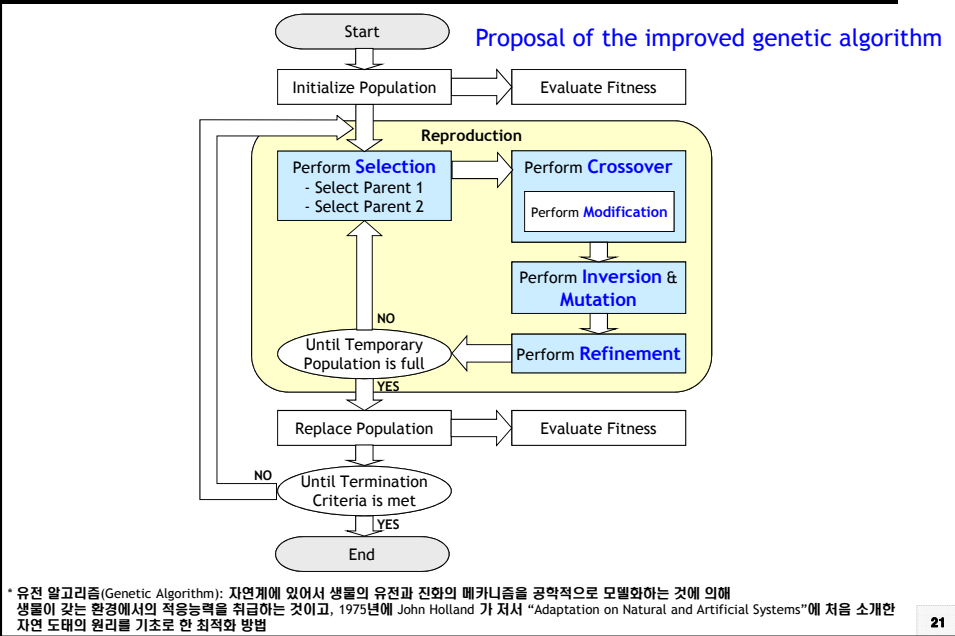 Proposal of the improved genetic algorithm
Start
Initialize Population
Evaluate Fitness
Reproduction
Perform Selection
- Select Parent 1
- Select Parent 2
Perform Crossover
Perform Modification
Perform Inversion &
Mutation
Perform Refinement
NO
Until Temporary
Population is full
YES
Replace Population
Evaluate Fitness
NO
Until Termination
Criteria is met
YES
End
* 유전 알고리즘(Genetic Algorithm): 자연계에 있어서 생물의 유전과 진화의 메카니즘을 공학적으로 모델화하는 것에 의해
생물이 갖는 환경에서의 적응능력을 취급하는 것이고, 1975년에 John Holland 가 저서 “Adaptation on Natural and Artificial Systems”에 처음 소개한
자연 도태의 원리를 기초로 한 최적화 방법
21